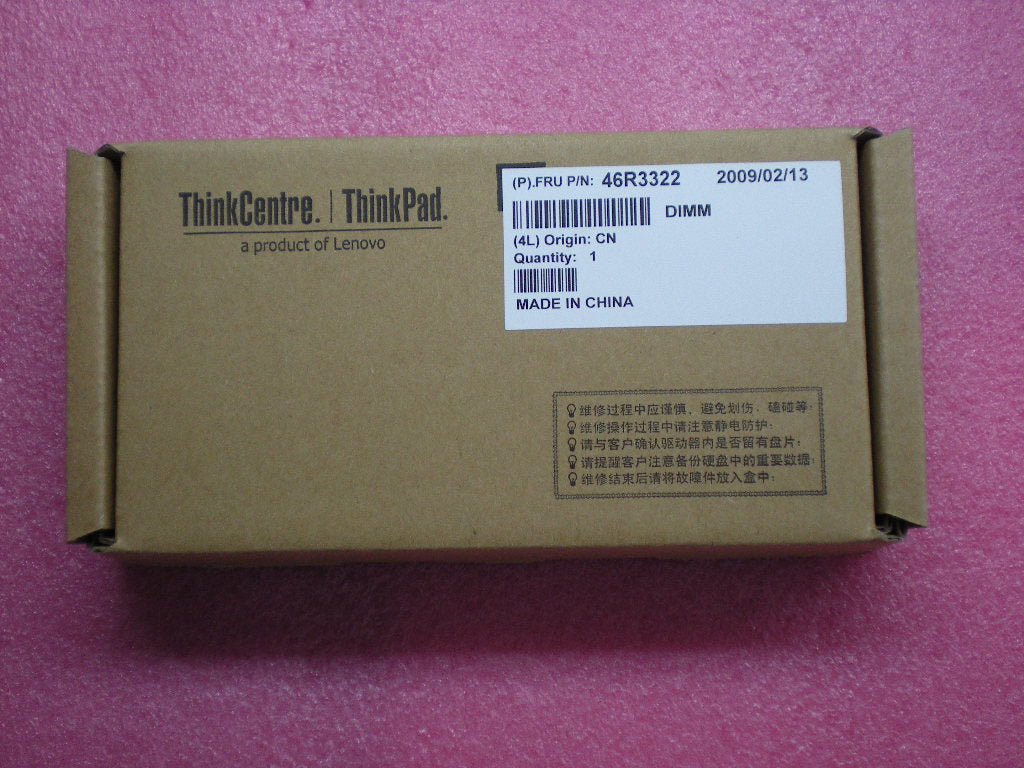 ThinkCentre. | ThinkPad.
a product of Lenovo
(P).FRU P/N: 46R3322 2009/02/13
DIMM
(4L) Origin: CN
Quantity: 1
MADE IN CHINA
维修过程中应谨慎，避免划伤，磕碰等；
维修操作过程中请注意静电防护；
请与客户确认驱动器内是否留有盘片；
请提醒客户注意备份硬盘中的重要数据；
维修结束后请将故障件放入盒中；